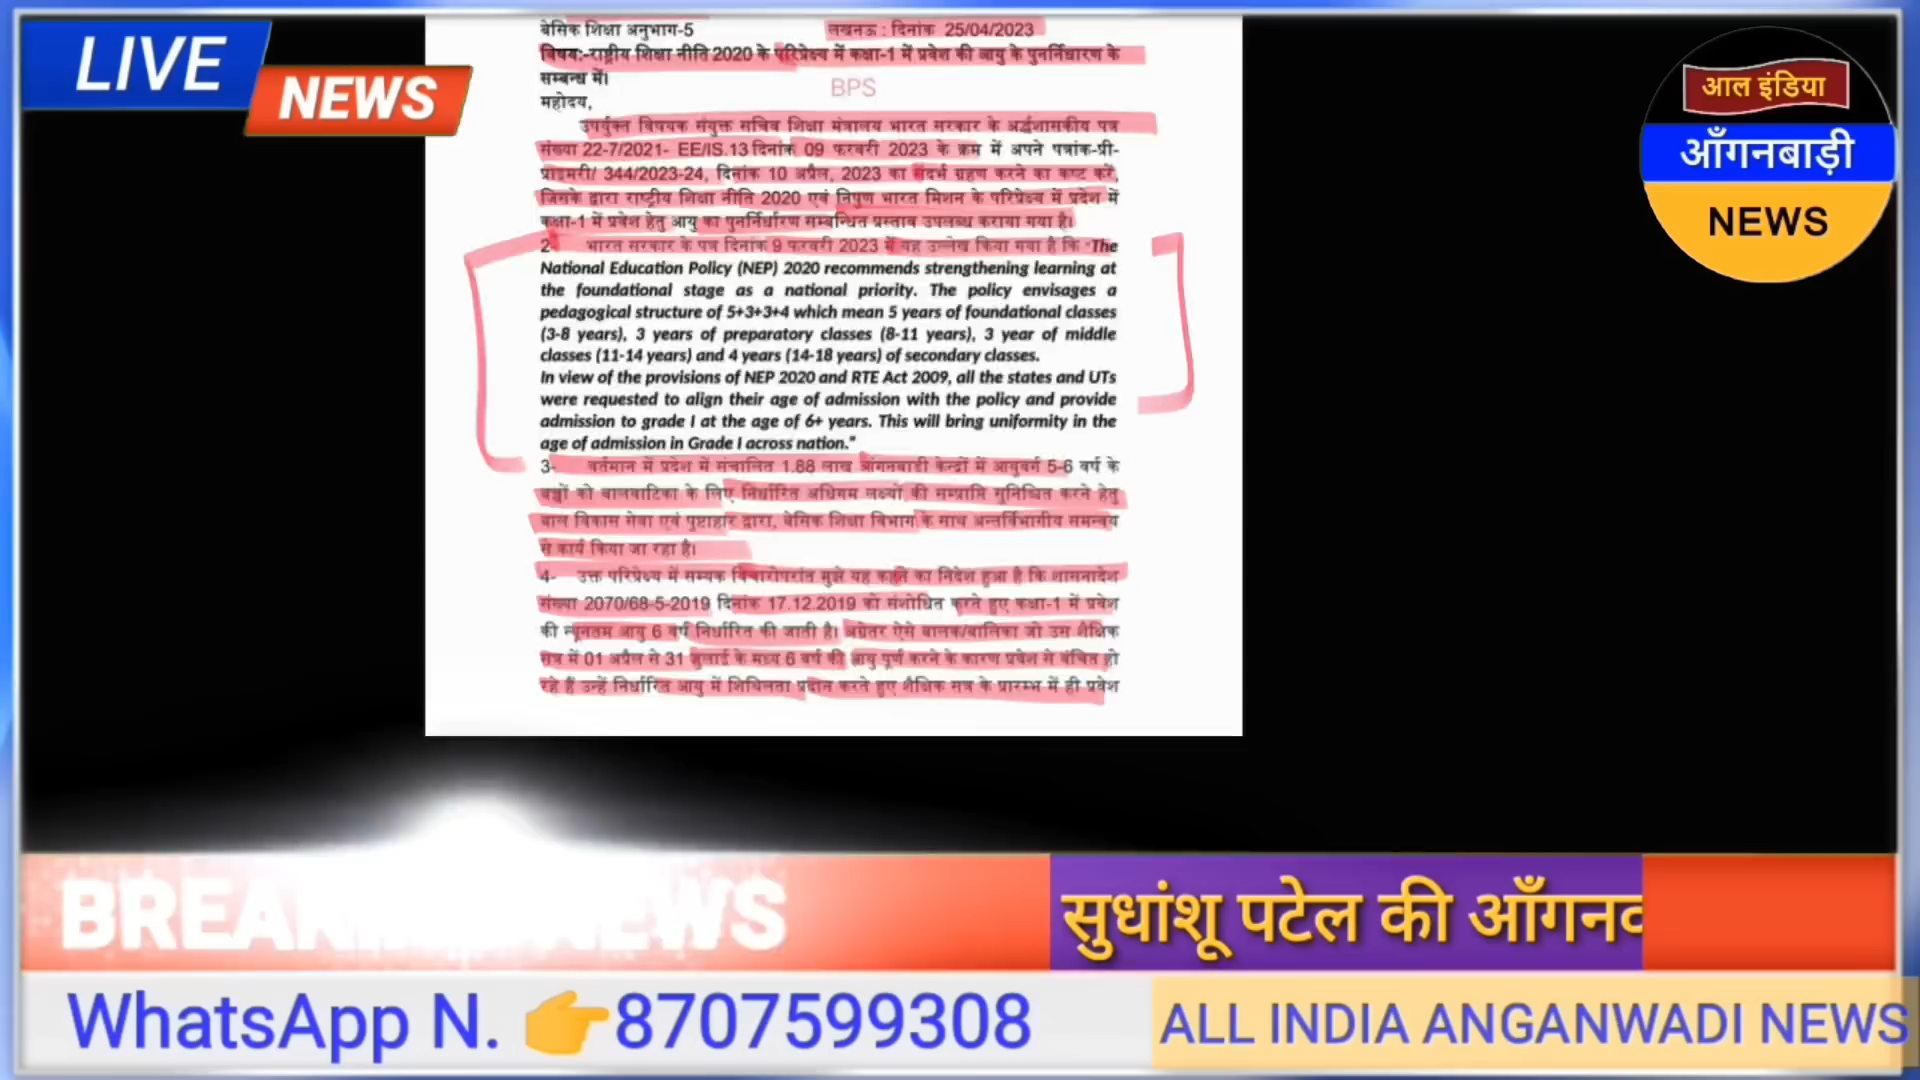 LIVE
NEWS
बेसिक शिक्षा अनुभाग-5 लखनऊ : दिनांक 25/04/2023
विषय:-राष्ट्रीय शिक्षा नीति 2020 के परिप्रेक्ष्य में कक्षा-1 में प्रवेश की आयु के पुनर्निधारण के
सम्बन्ध में।
BPS
महोदय,
उपर्युक्त विषयक संयुक्त सचिव शिक्षा मंत्रालय भारत सरकार के अर्द्धशासकीय पत्र
संख्या 22-7/2021- EE/IS.13 दिनांक 09 फरवरी 2023 के क्रम में अपने पत्रांक-प्री-
प्राइमरी/ 344/2023-24, दिनांक 10 अप्रैल, 2023 का संदर्भ ग्रहण करने का कष्ट करें,
जिसके द्वारा राष्ट्रीय शिक्षा नीति 2020 एवं निपुण भारत मिशन के परिप्रेक्ष्य में प्रदेश में
कक्षा-1 में प्रवेश हेतु आयु का पुनर्निर्धारण सम्बन्धित प्रस्ताव उपलब्ध कराया गया है।
2- भारत सरकार के पत्र दिनांक 9 फरवरी 2023 में यह उल्लेख किया गया है कि "The
National Education Policy (NEP) 2020 recommends strengthening learning at
the foundational stage as a national priority. The policy envisages a
pedagogical structure of 5+3+3+4 which mean 5 years of foundational classes
(3-8 years), 3 years of preparatory classes (8-11 years), 3 year of middle
classes (11-14 years) and 4 years (14-18 years) of secondary classes.
In view of the provisions of NEP 2020 and RTE Act 2009, all the states and UTs
were requested to align their age of admission with the policy and provide
admission to grade I at the age of 6+ years. This will bring uniformity in the
age of admission in Grade I across nation."
3- वर्तमान में प्रदेश में संचालित 1.88 लाख आंगनबाडी केन्द्रों में आयुवर्ग 5-6 वर्ष के
बच्चों को बालवाटिका के लिए निर्धारित अधिगम लक्ष्यों की सम्प्राप्ति सुनिश्चित करने हेतु
बाल विकास सेवा एवं पुष्टाहार द्वारा, बेसिक शिक्षा विभाग के साथ अन्तर्विभागीय समन्वय
से कार्य किया जा रहा है।
4- उक्त परिप्रेक्ष्य में सम्यक विचारोपरांत मुझे यह कहने का निदेश हुआ है कि शासनादेश
संख्या 2070/68-5-2019 दिनांक 17.12.2019 को संशोधित करते हुए कक्षा-1 में प्रवेश
की न्यूनतम आयु 6 वर्ष निर्धारित की जाती है। अग्रेतर ऐसे बालक/बालिका जो उस शैक्षिक
सत्र में 01 अप्रैल से 31 जुलाई के मध्य 6 वर्ष की आयु पूर्ण करने के कारण प्रवेश से वंचित हो
रहे हैं उन्हें निर्धारित आयु में शिथिलता प्रदान करते हुए शैक्षिक सत्र के प्रारम्भ में ही प्रवेश
आल इंडिया
आँगनबाड़ी
NEWS
BREAKING NEWS
सुधांशू पटेल की आँगनव
WhatsApp N. 👉8707599308
ALL INDIA ANGANWADI NEWS